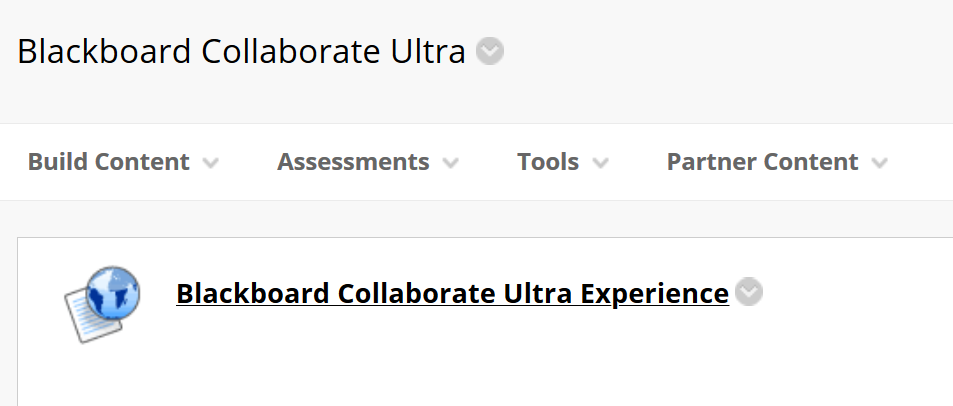 Blackboard Collaborate Ultra
Build Content Assessments Tools Partner Content
Blackboard Collaborate Ultra Experience